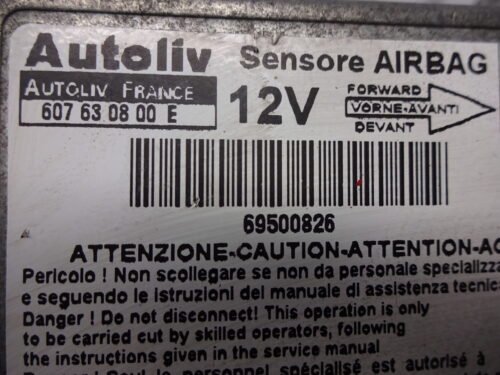 Autoliv Sensore AIRBAG
AUTOLIV FRANCE
607 63 08 00 E
12V
FORWARD
VORNE-AVANTI
DEVANT
69500826
ATTENZIONE-CAUTION-ATTENTION-AC
Pericolo ! Non scollegare se non da personale specializza
e seguendo le istruzioni del manuale di assistenza tecnic
Danger ! Do not disconnect! This operation is only
to be carried out by skilled operators, following
the instructions given in the service manual
spécialisé est autorisé à